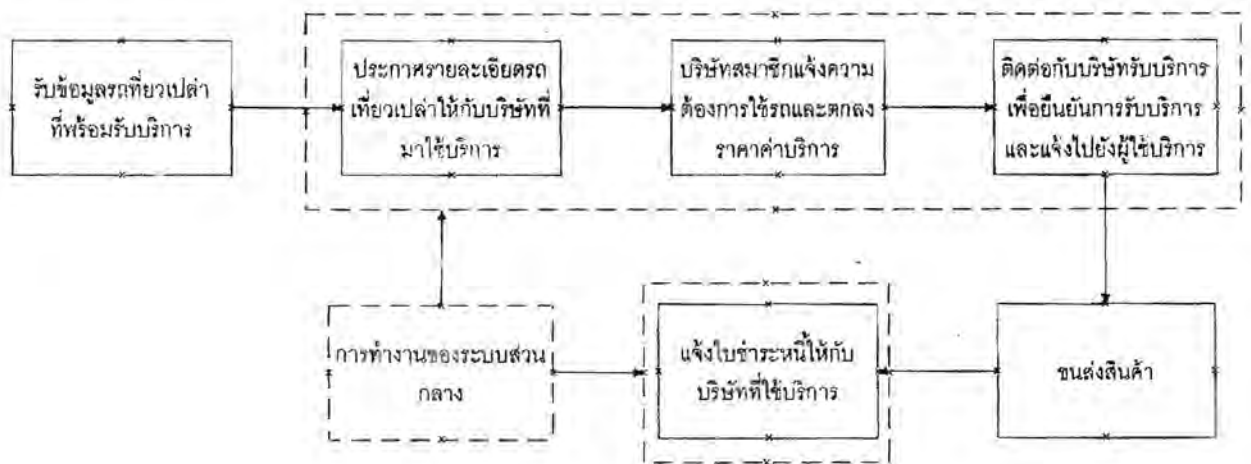 รับข้อมูลรถเที่ยวเปล่า
ที่พร้อมรับบริการ
ประกาศรายละเอียดรถ
เที่ยวเปล่าให้กับบริษัทที่
มาใช้บริการ
บริษัทสมาชิกแจ้งความ
ต้องการใช้รถและตกลง
ราคาค่าบริการ
ติดต่อกับบริษัทรับบริการ
เพื่อยืนยันการรับบริการ
และแจ้งไปยังผู้ใช้บริการ
การทำงานของระบบส่วน
กลาง
แจ้งใบชำระหนี้ให้กับ
บริษัทที่ใช้บริการ
ขนส่งสินค้า